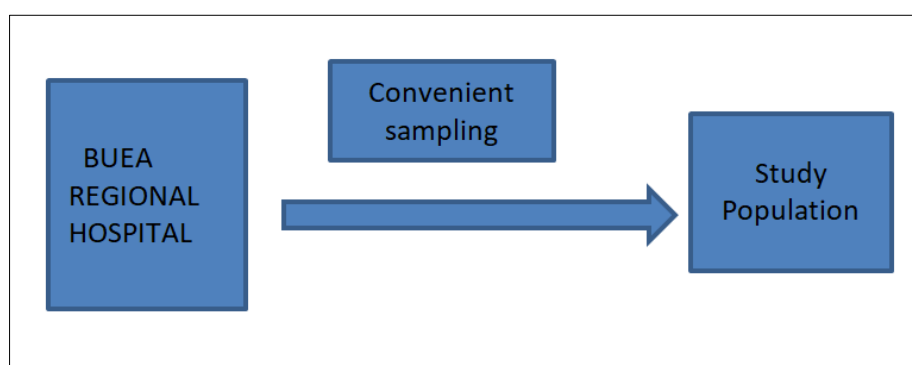 BUEA
REGIONAL
HOSPITAL
Convenient
sampling
Study
Population